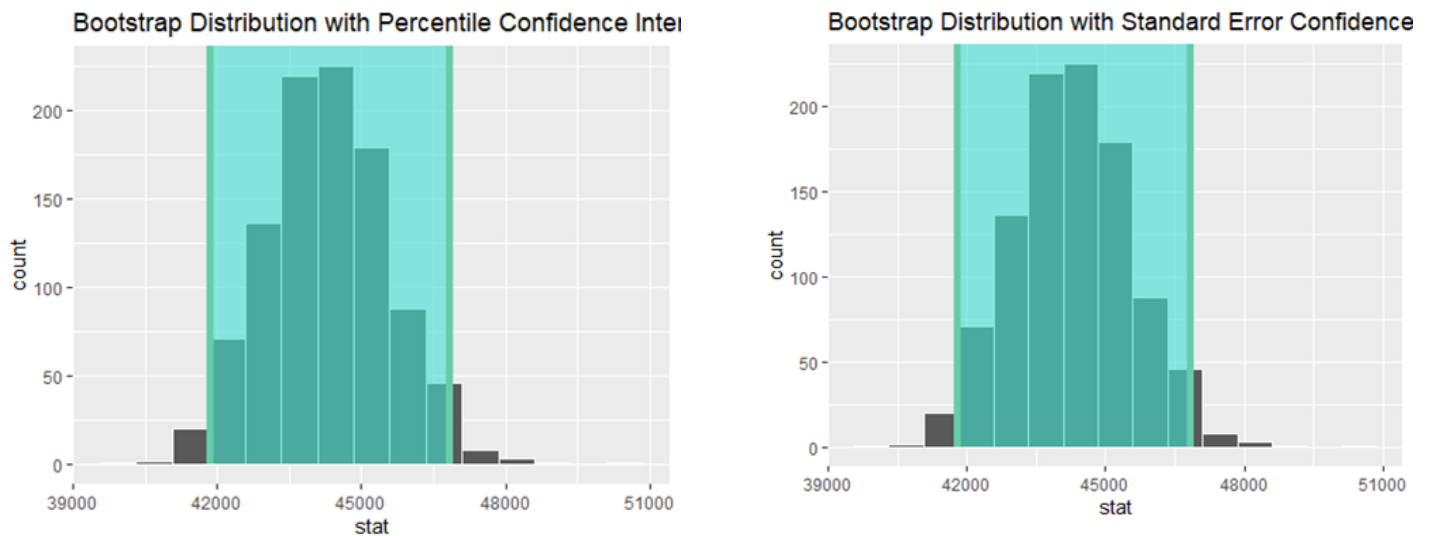 Bootstrap Distribution with Percentile Confidence Inter
200
150
100
50
0
count
39000 42000 45000 48000 51000
stat
Bootstrap Distribution with Standard Error Confidence
200
150
100
50
0
count
39000 42000 45000 48000 51000
stat